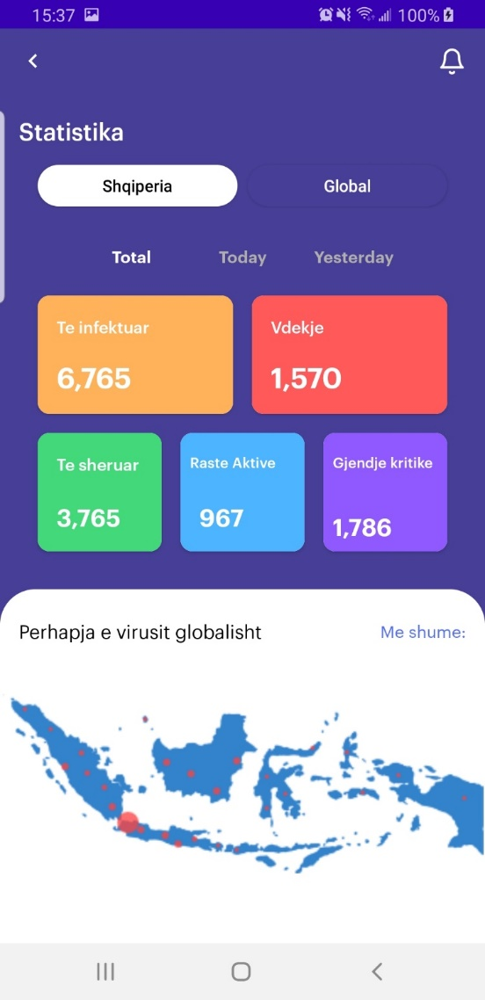 15:37 100%
Statistika
Shqiperia Global
Total Today Yesterday
Te infektuar Vdekje
6,765 1,570
Te sheruar Raste Aktive Gjendje kritike
3,765 967 1,786
Perhapja e virusit globalisht Me shume: